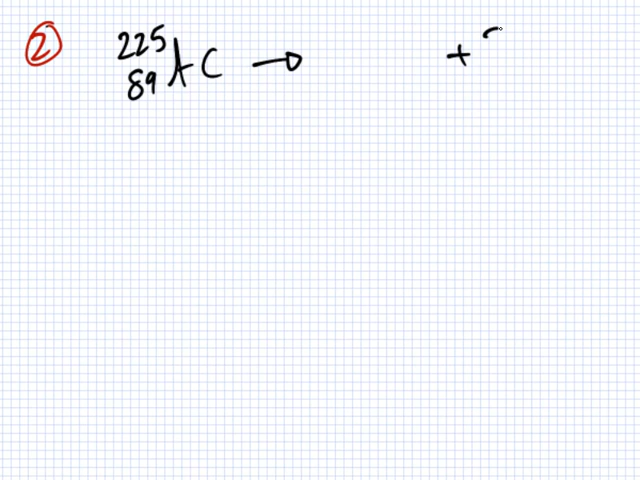 ② ²²⁵₈₉Ac → +